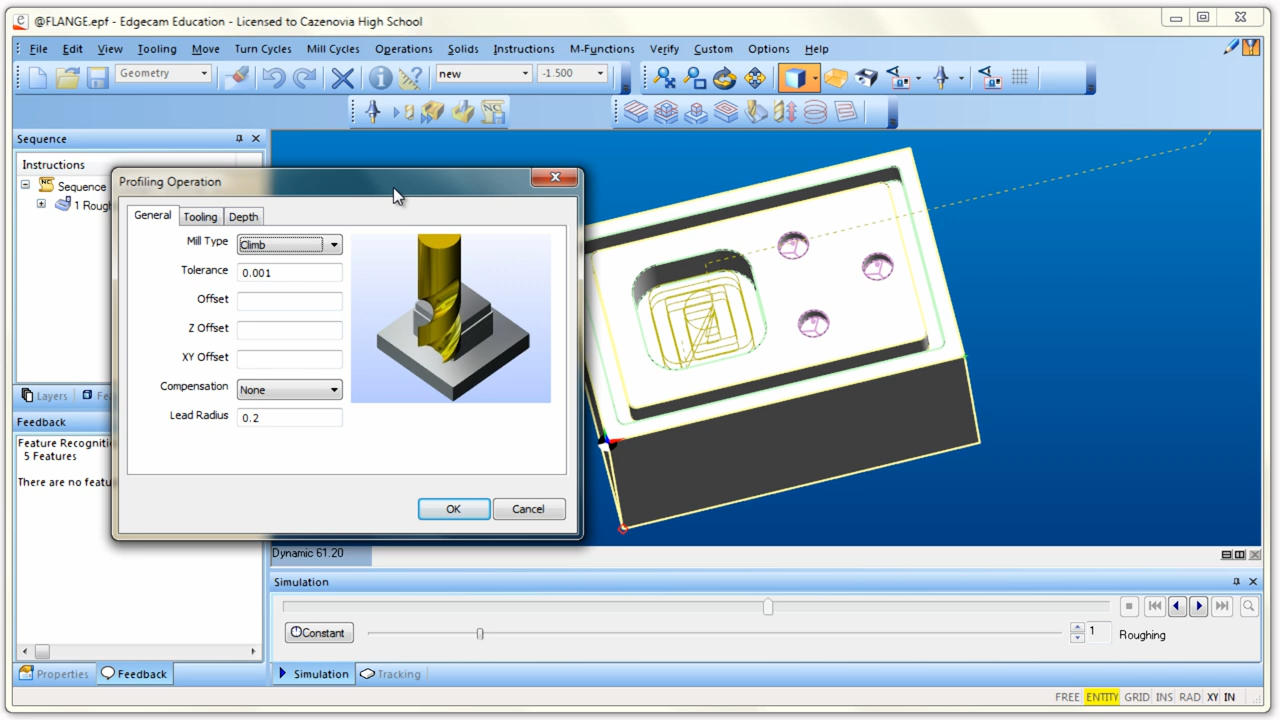 @FLANGE.epf - Edgecam Education - Licensed to Cazenovia High School
File Edit View Tooling Move Turn Cycles Mill Cycles Operations Solids Instructions M-Functions Verify Custom Options Help
Geometry new -1.500
Sequence
Instructions
Sequence
1 Rough
Layers Fe
Feedback
Feature Recogniti
5 Features
There are no featu
Properties Feedback
Profiling Operation
General Tooling Depth
Mill Type Climb
Tolerance 0.001
Offset
Z Offset
XY Offset
Compensation None
Lead Radius 0.2
OK Cancel
Dynamic 61.20
Simulation
Constant 1 Roughing
Simulation Tracking
FREE ENTITY GRID INS RAD XY IN